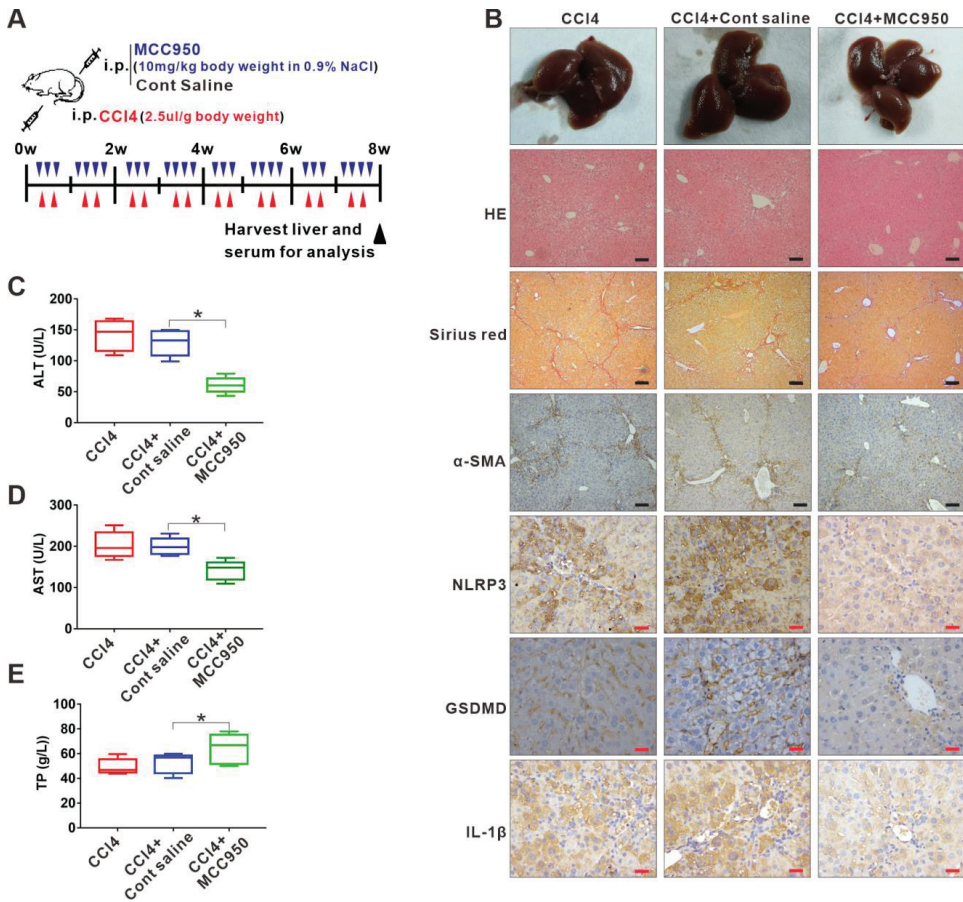 A
MCC950
i.p. (10mg/kg body weight in 0.9% NaCl)
Cont Saline
i.p. CCl4 (2.5ul/g body weight)
0w 2w 4w 6w 8w
Harvest liver and
serum for analysis
B
CCl4 CCl4+Cont saline CCl4+MCC950
HE
Sirius red
α-SMA
NLRP3
GSDMD
IL-1β
C
ALT (U/L)
200
150
100
50
0
*
CCl4
CCl4+
Cont saline
CCl4+
MCC950
D
AST (U/L)
300
200
100
0
*
CCl4
CCl4+
Cont saline
CCl4+
MCC950
E
TP (g/L))
100
80
60
40
20
0
*
CCl4
CCl4+
Cont saline
CCl4+
MCC950